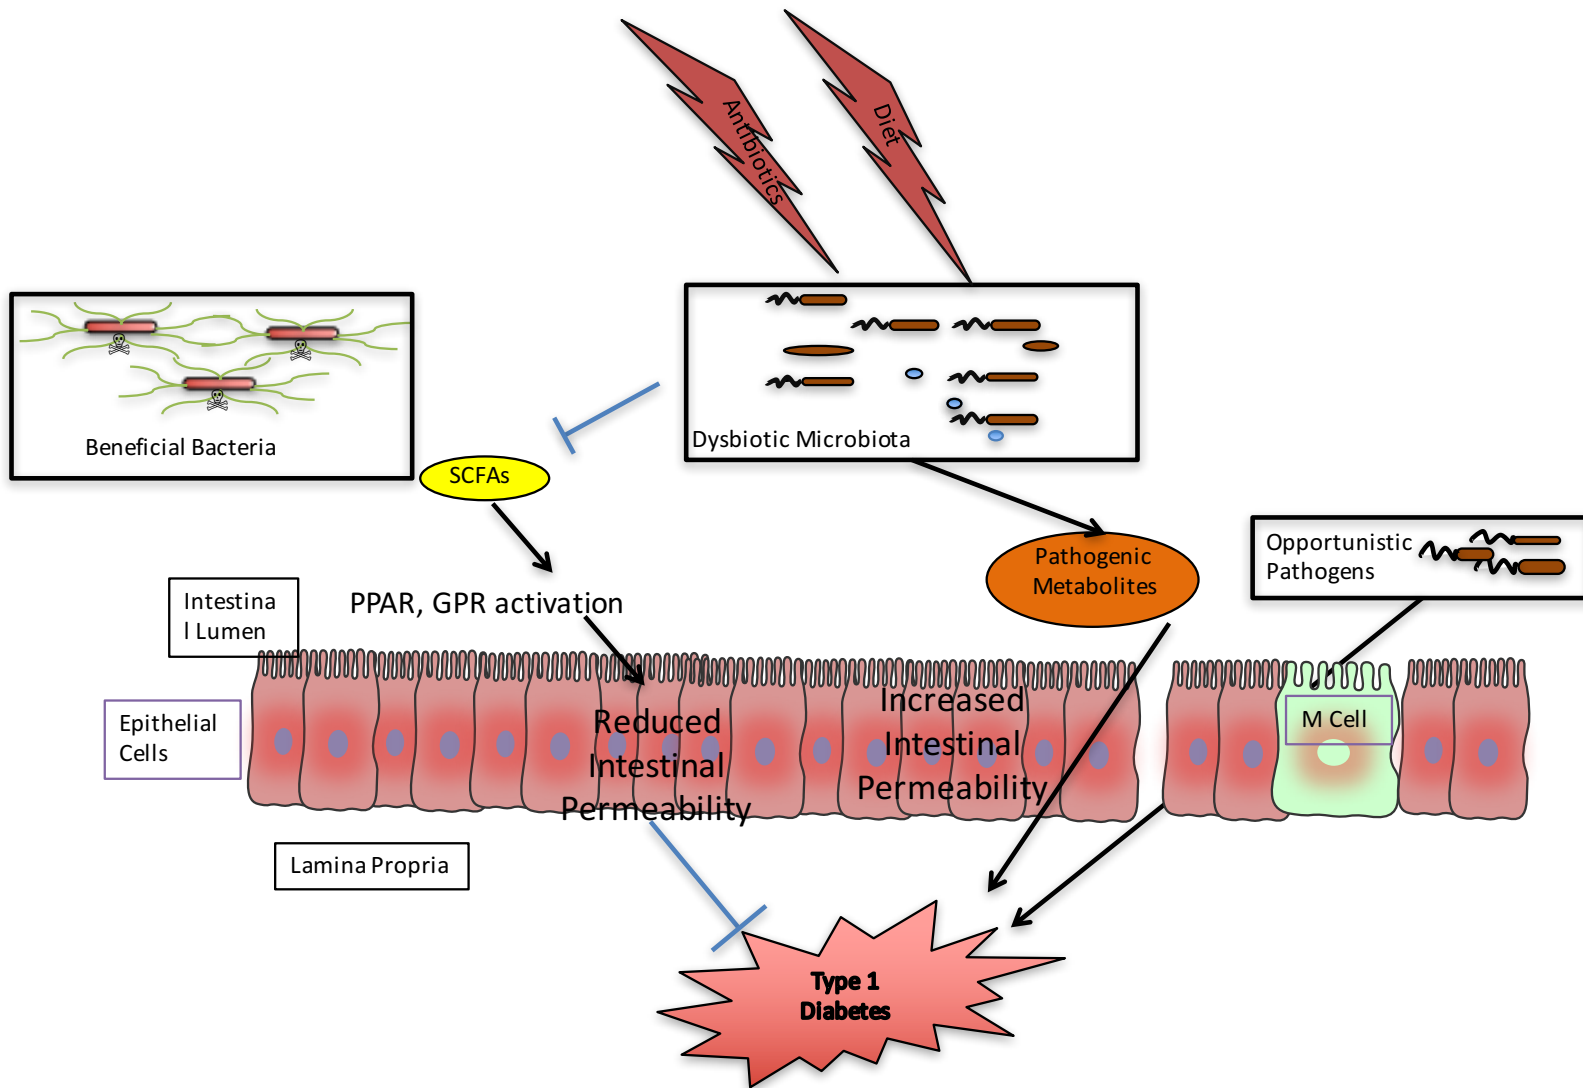 Antibiotics
Diet
Beneficial Bacteria
Dysbiotic Microbiota
SCFAs
Pathogenic
Metabolites
Opportunistic
Pathogens
Intestina
l Lumen
PPAR, GPR activation
Epithelial
Cells
Reduced
Intestinal
Permeability
Increased
Intestinal
Permeability
M Cell
Lamina Propria
Type 1
Diabetes